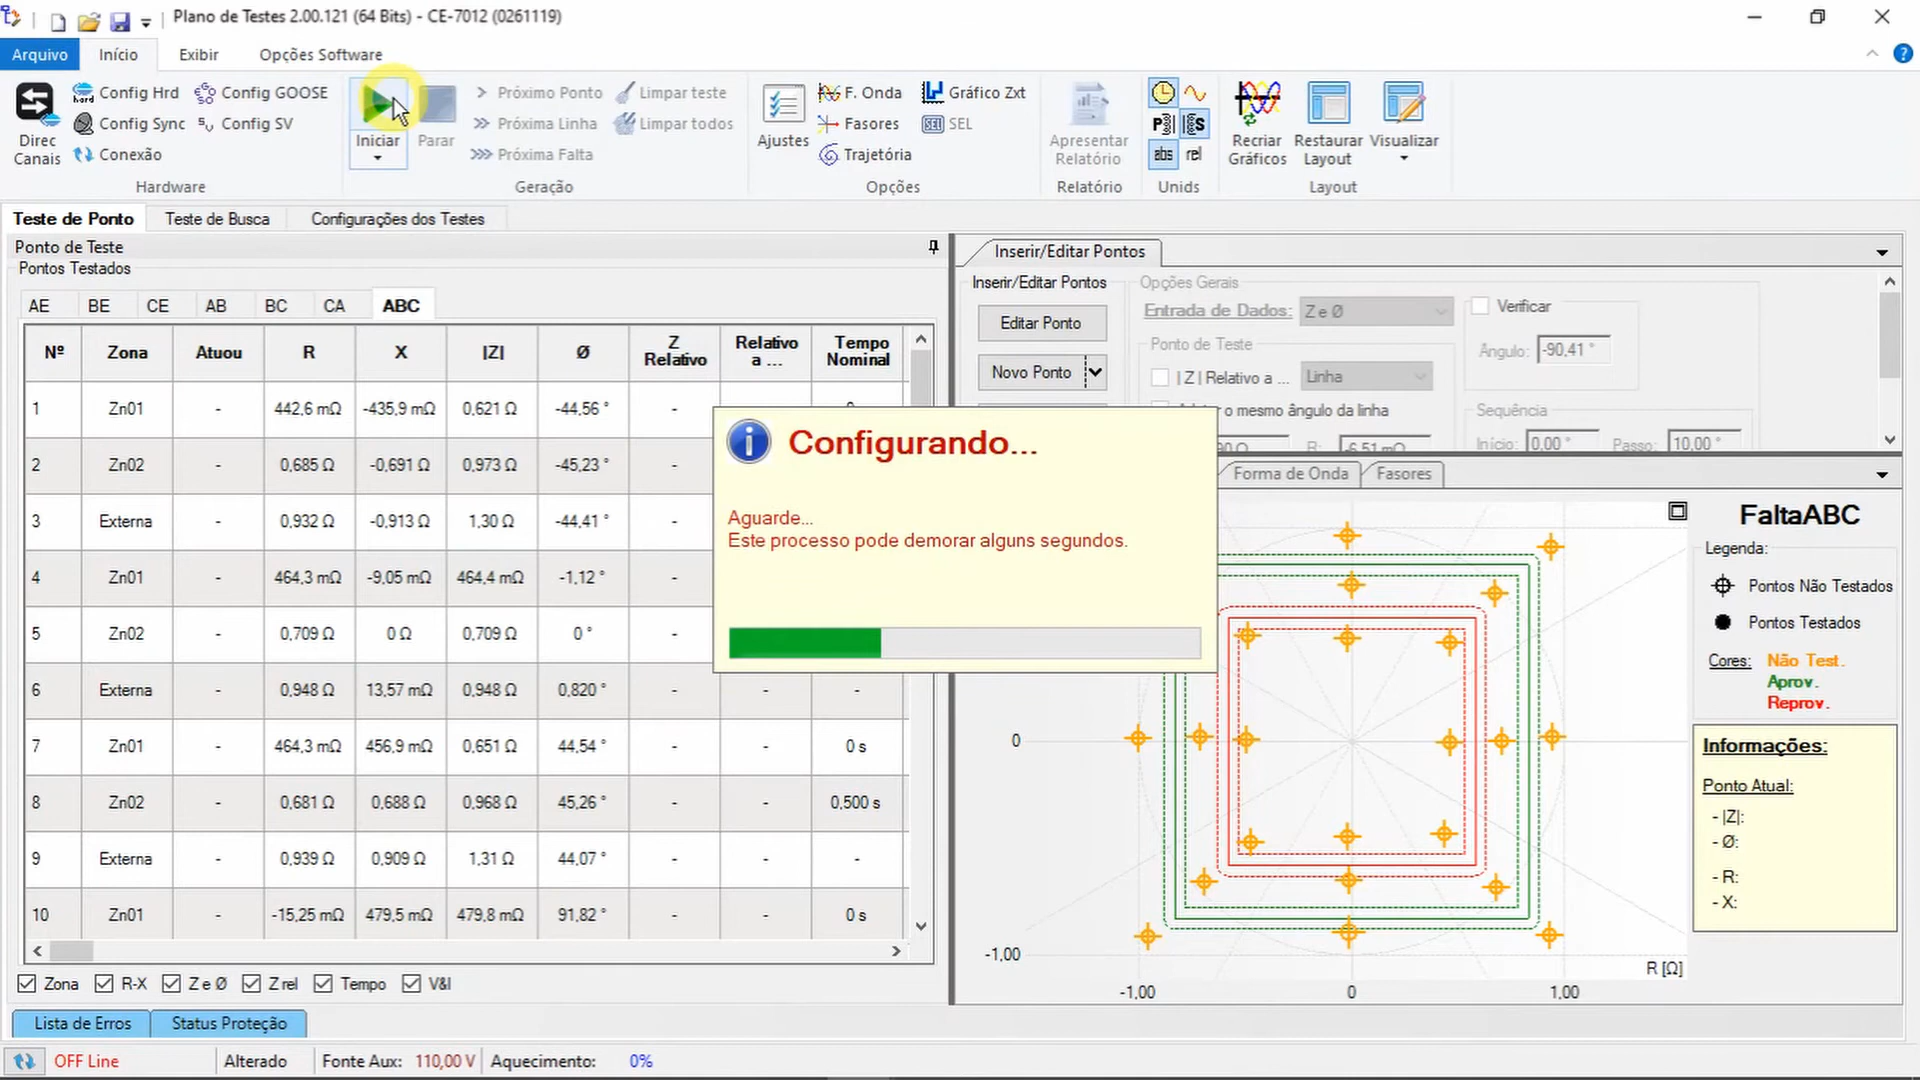 Plano de Testes 2.00.121 (64 Bits) - CE-7012 (0261119)
Arquivo Início Exibir Opções Software
Direc Canais
Config Hrd
Config Sync
Conexão
Config GOOSE
Config SV
Hardware
Iniciar
Parar
Próximo Ponto
Próxima Linha
Próxima Falta
Limpar teste
Limpar todos
Geração
Ajustes
F. Onda
Fasores
Trajetória
Gráfico Zxt
SEL
Opções
Apresentar Relatório
Relatório
abs rel
Unids
Recriar Gráficos
Restaurar Layout
Visualizar
Layout
Teste de Ponto Teste de Busca Configurações dos Testes
Ponto de Teste
Pontos Testados
AE BE CE AB BC CA ABC
Nº Zona Atuou R X |Z| Ø Z Relativo Relativo a ... Tempo Nominal
1 Zn01 - 442,6 mΩ -435,9 mΩ 0,621 Ω -44,56 ° -
2 Zn02 - 0,685 Ω -0,691 Ω 0,973 Ω -45,23 ° -
3 Externa - 0,932 Ω -0,913 Ω 1,30 Ω -44,41 ° -
4 Zn01 - 464,3 mΩ -9,05 mΩ 464,4 mΩ -1,12 ° -
5 Zn02 - 0,709 Ω 0 Ω 0,709 Ω 0 ° -
6 Externa - 0,948 Ω 13,57 mΩ 0,948 Ω 0,820 ° - - -
7 Zn01 - 464,3 mΩ 456,9 mΩ 0,651 Ω 44,54 ° - - 0 s
8 Zn02 - 0,681 Ω 0,688 Ω 0,968 Ω 45,26 ° - - 0,500 s
9 Externa - 0,939 Ω 0,909 Ω 1,31 Ω 44,07 ° - - -
10 Zn01 - -15,25 mΩ 479,5 mΩ 479,8 mΩ 91,82 ° - - 0 s
Zona R-X Z e Ø Z rel Tempo V&I
Lista de Erros Status Proteção
OFF Line Alterado Fonte Aux: 110,00 V Aquecimento: 0%
Configurando...
Aguarde...
Este processo pode demorar alguns segundos.
Inserir/Editar Pontos
Inserir/Editar Pontos
Editar Ponto
Novo Ponto
Opções Gerais
Entrada de Dados: Z e Ø
Ponto de Teste
| Z | Relativo a ... Linha
o mesmo ângulo da linha
R: -6,51 mΩ
Verificar
Ângulo: -90,41 °
Sequência
Início: 0,00 ° Passo: 10,00 °
Forma de Onda Fasores
0
-1,00
-1,00 0 1,00
R [Ω]
FaltaABC
Legenda:
Pontos Não Testados
Pontos Testados
Cores: Não Test.
Aprov.
Reprov.
Informações:
Ponto Atual:
- |Z|:
- Ø:
- R:
- X: